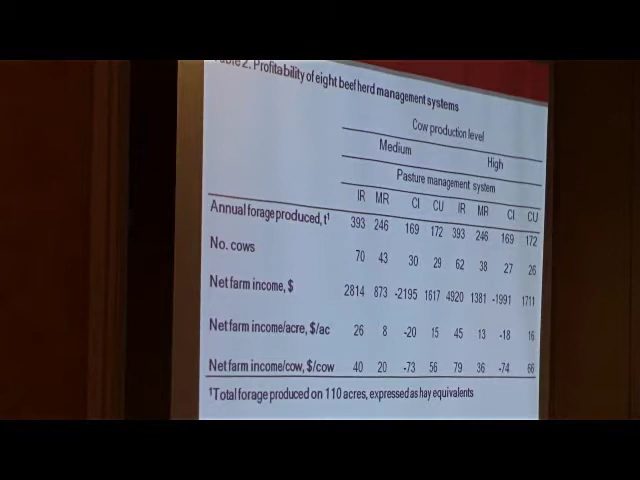 Table 2. Profitability of eight beef herd management systems
Cow production level
Medium High
Pasture management system
IR MR CI CU IR MR CI CU
Annual forage produced, t¹ 393 246 169 172 393 246 169 172
No. cows 70 43 30 29 62 38 27 26
Net farm income, $ 2814 873 -2195 1617 4920 1381 -1991 1711
Net farm income/acre, $/ac 26 8 -20 15 45 13 -18 16
Net farm income/cow, $/cow 40 20 -73 56 79 36 -74 66
¹Total forage produced on 110 acres, expressed as hay equivalents